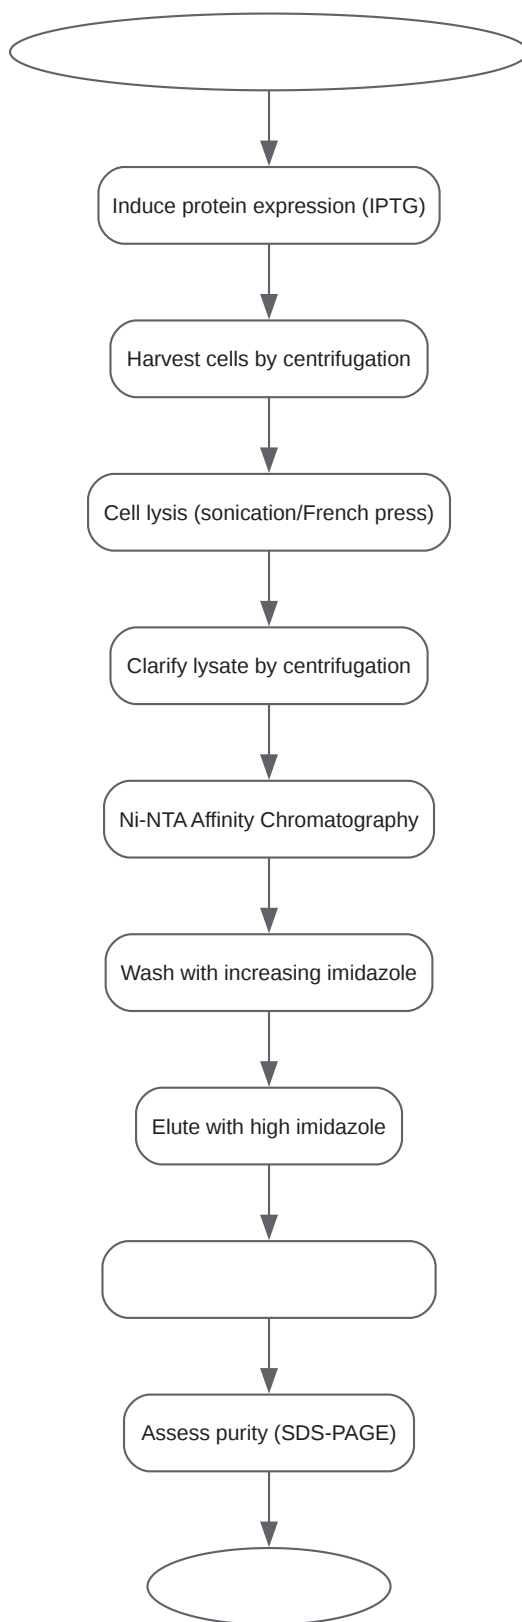 Induce protein expression (IPTG)
Harvest cells by centrifugation
Cell lysis (sonication/French press)
Clarify lysate by centrifugation
Ni-NTA Affinity Chromatography
Wash with increasing imidazole
Elute with high imidazole
Assess purity (SDS-PAGE)